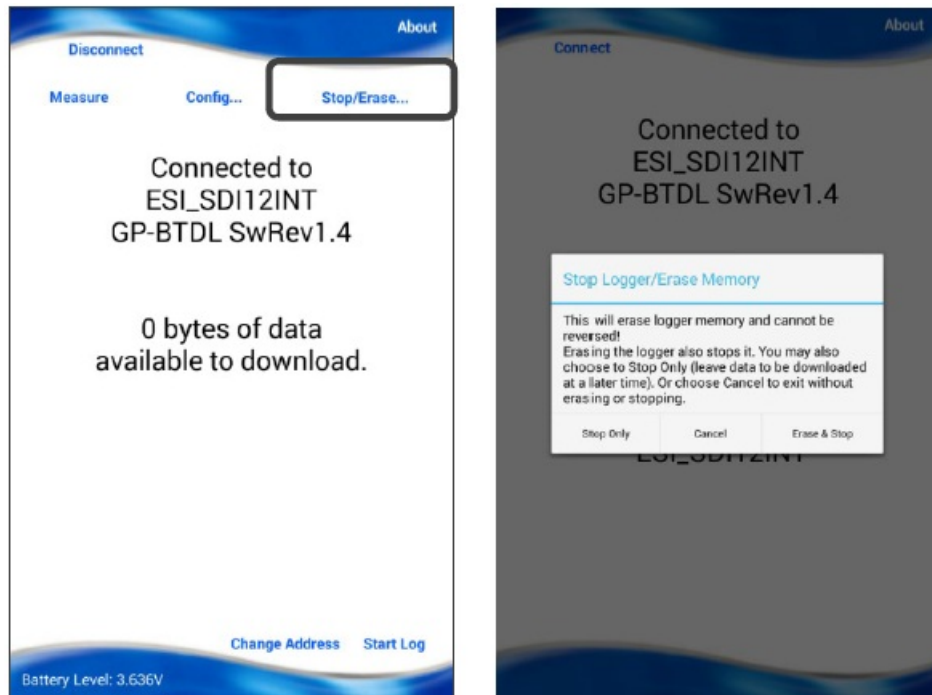 About
Disconnect
Measure Config... Stop/Erase...
Connected to
ESI_SDI12INT
GP-BTDL SwRev1.4
0 bytes of data
available to download.
Change Address Start Log
Battery Level: 3.636V
About
Connect
Connected to
ESI_SDI12INT
GP-BTDL SwRev1.4
Stop Logger/Erase Memory
This will erase logger memory and cannot be
reversed!
Erasing the logger also stops it. You may also
choose to Stop Only (leave data to be downloaded
at a later time). Or choose Cancel to exit without
erasing or stopping.
Stop Only Cancel Erase & Stop
ESI_SDI12INT